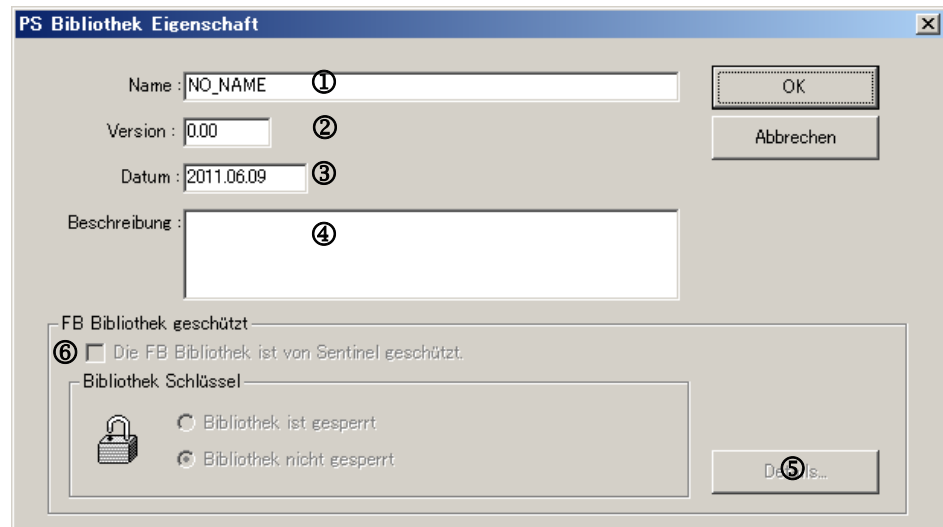 PS Bibliothek Eigenschaft
Name : NO_NAME ①
OK
Version : 0.00 ②
Abbrechen
Datum : 2011.06.09 ③
Beschreibung : ④
FB Bibliothek geschützt
⑥ Die FB Bibliothek ist von Sentinel geschützt.
Bibliothek Schlüssel
Bibliothek ist gesperrt
Bibliothek nicht gesperrt
⑤